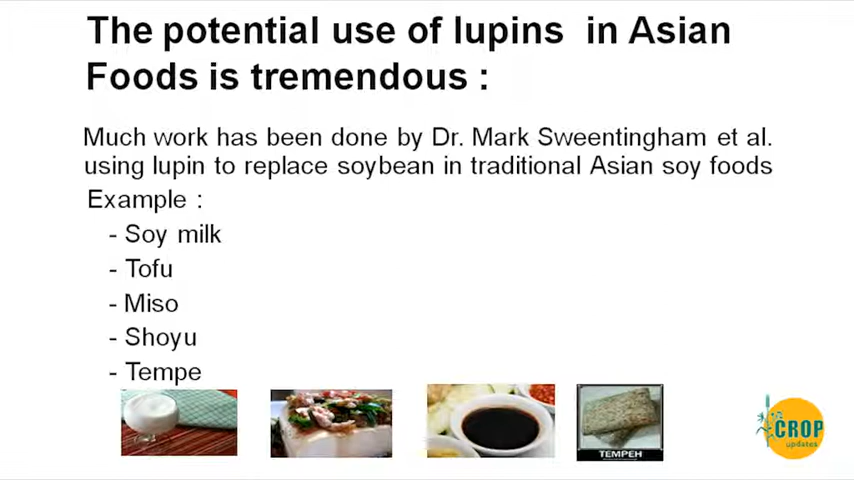 The potential use of lupins in Asian
Foods is tremendous :
Much work has been done by Dr. Mark Sweentingham et al.
using lupin to replace soybean in traditional Asian soy foods
Example :
- Soy milk
- Tofu
- Miso
- Shoyu
- Tempe
TEMPEH
CROP
updates